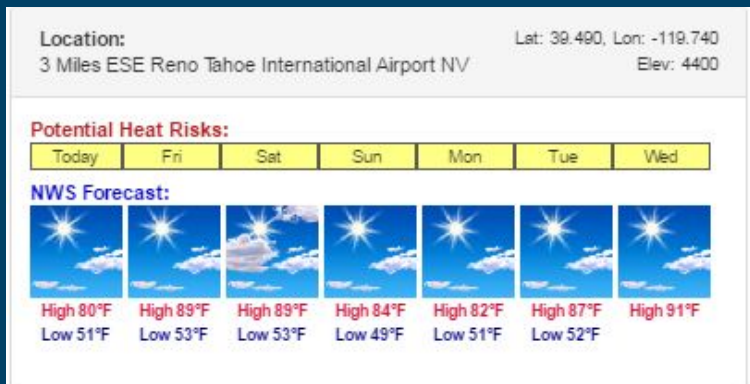 Location: Lat: 39.490, Lon: -119.740
3 Miles ESE Reno Tahoe International Airport NV Elev: 4400
Potential Heat Risks:
Today Fri Sat Sun Mon Tue Wed
NWS Forecast:
High 80°F High 89°F High 89°F High 84°F High 82°F High 87°F High 91°F
Low 51°F Low 53°F Low 53°F Low 49°F Low 51°F Low 52°F